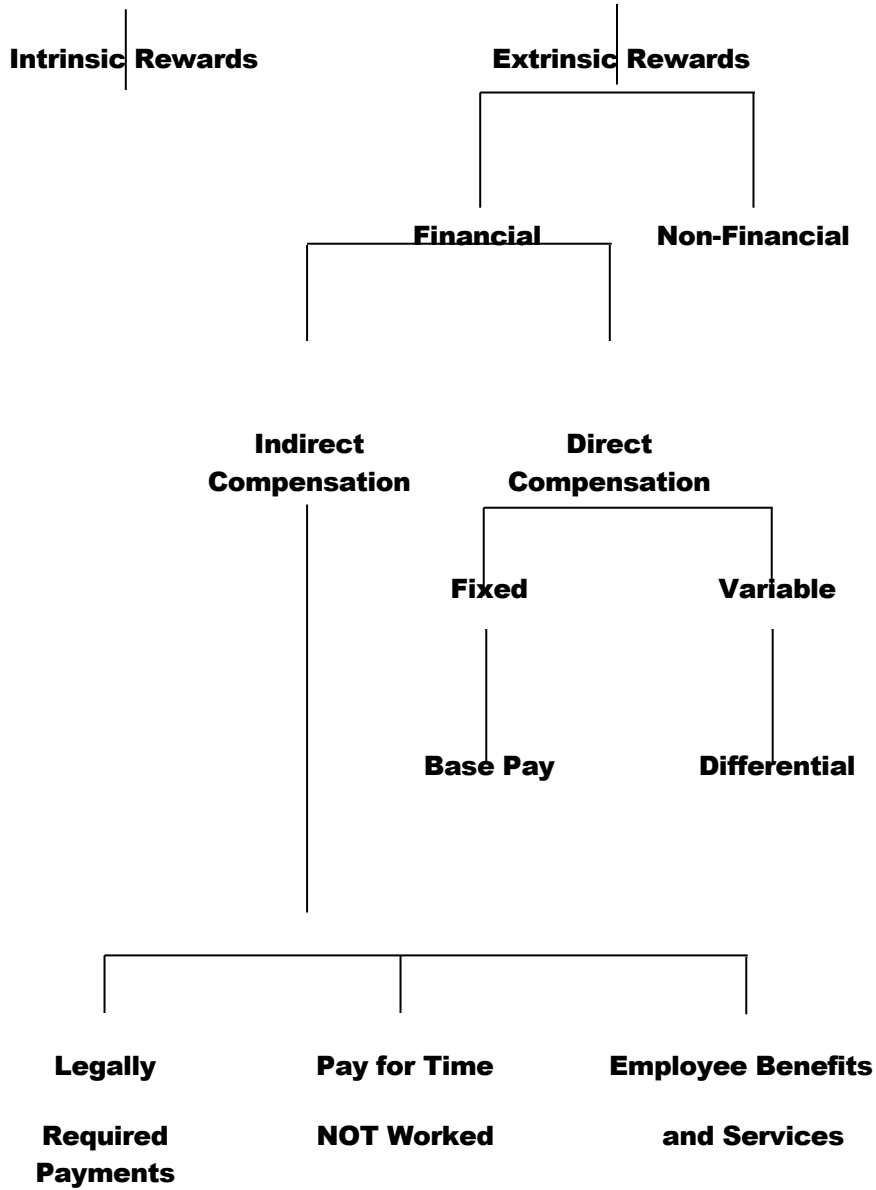 Intrinsic Rewards
Extrinsic Rewards
Financial
Non-Financial
Indirect
Compensation
Direct
Compensation
Fixed
Variable
Base Pay
Differential
Legally
Required
Payments
Pay for Time
NOT Worked
Employee Benefits
and Services